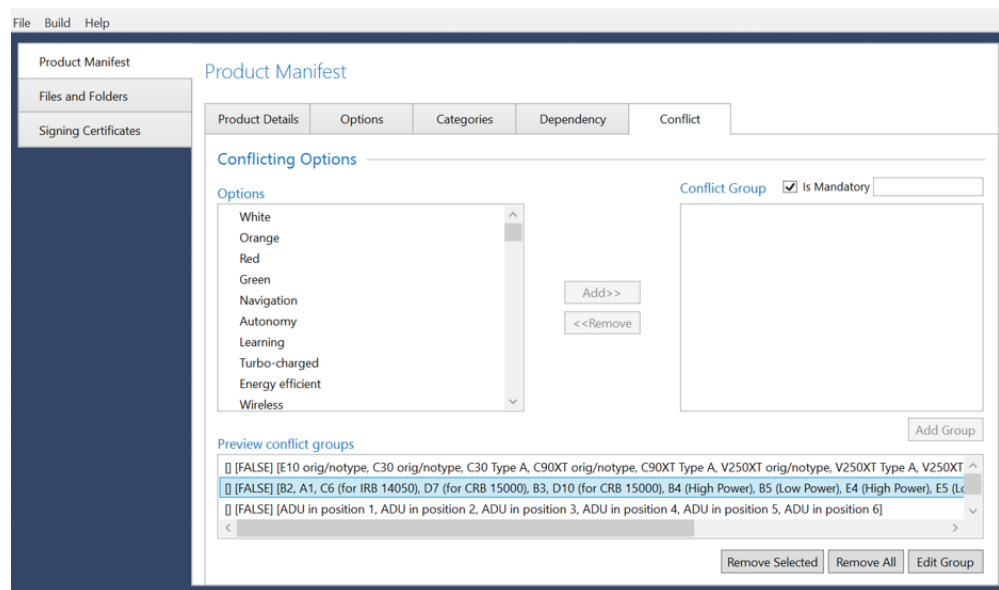 File Build Help
Product Manifest
Files and Folders
Signing Certificates
Product Manifest
Product Details Options Categories Dependency Conflict
Conflicting Options
Options
White
Orange
Red
Green
Navigation
Autonomy
Learning
Turbo-charged
Energy efficient
Wireless
Add>>
<<Remove
Conflict Group Is Mandatory
Add Group
Preview conflict groups
[] [FALSE] [E10 orig/notype, C30 orig/notype, C30 Type A, C90XT orig/notype, C90XT Type A, V250XT orig/notype, V250XT Type A, V250XT
[] [FALSE] [B2, A1, C6 (for IRB 14050), D7 (for CRB 15000), B3, D10 (for CRB 15000), B4 (High Power), B5 (Low Power), E4 (High Power), E5 (Lo
[] [FALSE] [ADU in position 1, ADU in position 2, ADU in position 3, ADU in position 4, ADU in position 5, ADU in position 6]
Remove Selected Remove All Edit Group